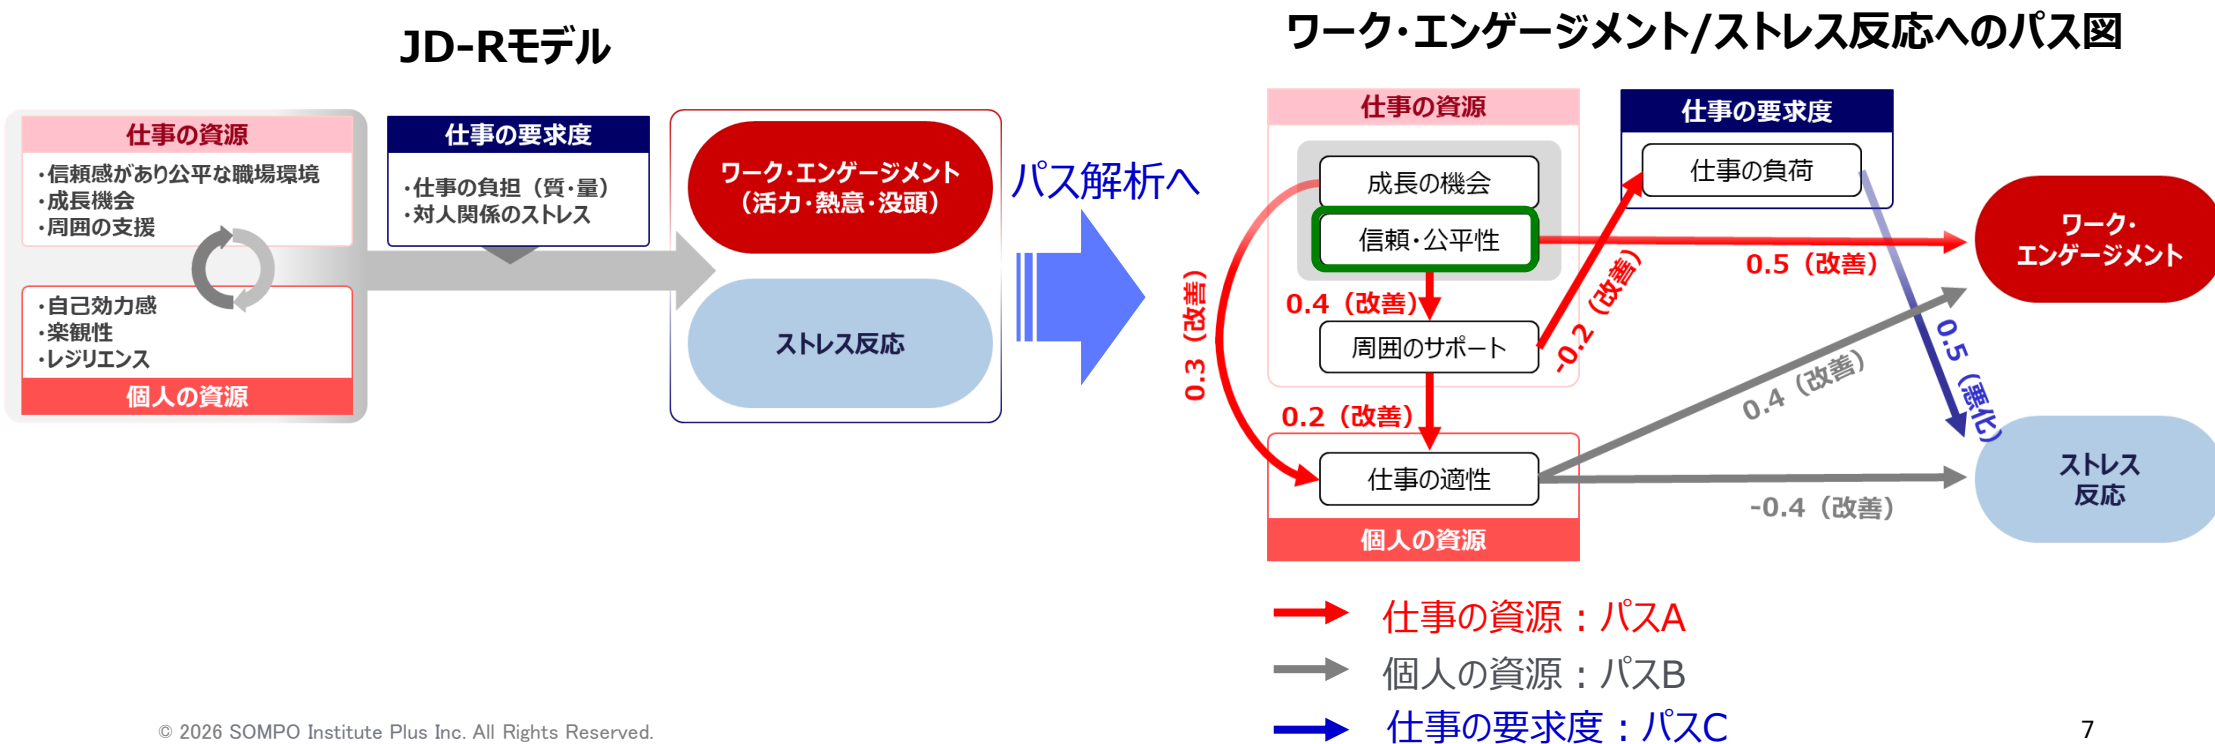 JD-Rモデル
仕事の資源
・信頼感があり公平な職場環境
・成長機会
・周囲の支援
・自己効力感
・楽観性
・レジリエンス
個人の資源
仕事の要求度
・仕事の負担（質・量）
・対人関係のストレス
ワーク・エンゲージメント
（活力・熱意・没頭）
ストレス反応
パス解析へ
ワーク・エンゲージメント/ストレス反応へのパス図
仕事の資源
成長の機会
信頼・公平性
0.4（改善）
周囲のサポート
0.3（改善）
0.2（改善）
仕事の適性
個人の資源
仕事の要求度
仕事の負荷
-0.2（改善）
0.5（改善）
0.4（改善）
0.5（悪化）
-0.4（改善）
ワーク・
エンゲージメント
ストレス
反応
仕事の資源：パスA
個人の資源：パスB
仕事の要求度：パスC
© 2026 SOMPO Institute Plus Inc. All Rights Reserved.
7